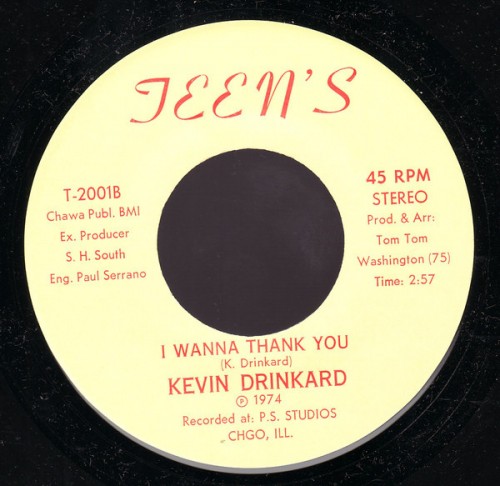 TEEN'S
T-2001B
Chawa Publ. BMI
Ex. Producer
S. H. South
Eng. Paul Serrano
45 RPM
STEREO
Prod. & Arr:
Tom Tom
Washington (75)
Time: 2:57
I WANNA THANK YOU
(K. Drinkard)
KEVIN DRINKARD
℗ 1974
Recorded at: P.S. STUDIOS
CHGO, ILL.